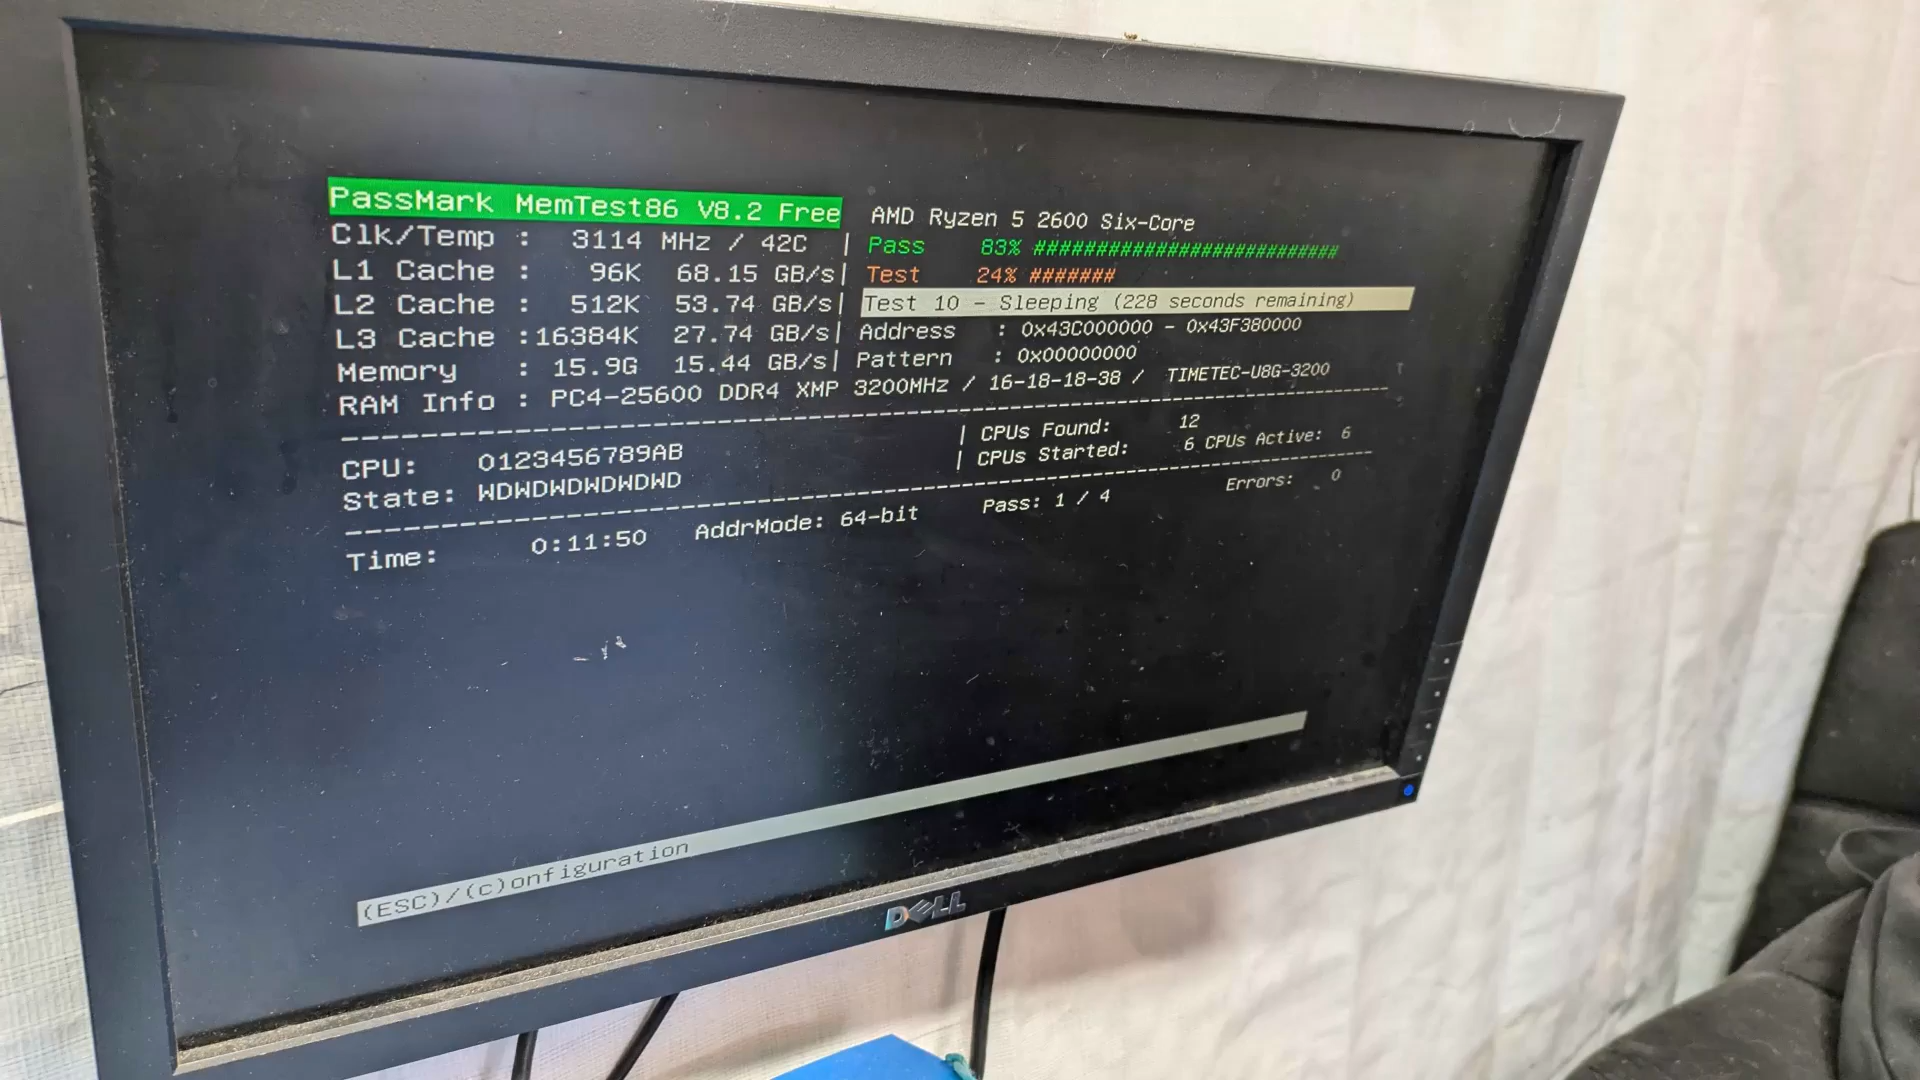 PassMark MemTest86 V8.2 Free AMD Ryzen 5 2600 Six-Core
Clk/Temp : 3114 MHz / 42C | Pass 83% ########################
L1 Cache : 96K 68.15 GB/s| Test 24% #######
L2 Cache : 512K 53.74 GB/s| Test 10 - Sleeping (228 seconds remaining)
L3 Cache :16384K 27.74 GB/s| Address : 0x43C000000 - 0x43F380000
Memory : 15.9G 15.44 GB/s| Pattern : 0x00000000
RAM Info : PC4-25600 DDR4 XMP 3200MHz / 16-18-18-38 / TIMETEC-U8G-3200
CPU: 0123456789AB | CPUs Found: 12
State: WDWDWDWDWDWD | CPUs Started: 6 CPUs Active: 6
Time: 0:11:50 AddrMode: 64-bit Pass: 1 / 4 Errors: 0
(ESC)/(c)onfiguration
DELL